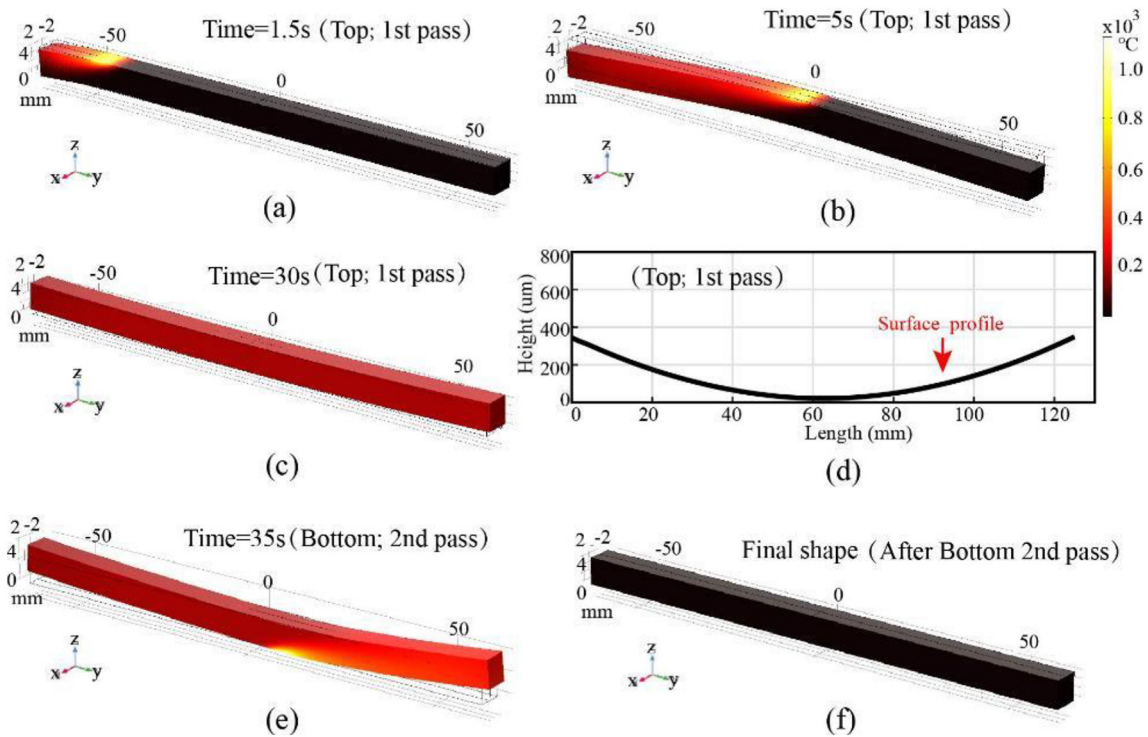 Time=1.5s (Top; 1st pass)
2 -2
4
0
mm
-50
0
50
z
x y
(a)
Time=5s (Top; 1st pass)
2 -2
4
0
mm
-50
0
50
z
x y
(b)
x10³
°C
1.0
0.8
0.6
0.4
0.2
Time=30s (Top; 1st pass)
2 -2
4
0
mm
-50
0
50
z
x y
(c)
(Top; 1st pass)
Surface profile
Height (um)
800
600
400
200
0
0 20 40 60 80 100 120
Length (mm)
(d)
Time=35s (Bottom; 2nd pass)
2 -2
4
0
mm
-50
0
50
z
x y
(e)
Final shape (After Bottom 2nd pass)
2 -2
4
0
mm
-50
0
50
z
x y
(f)